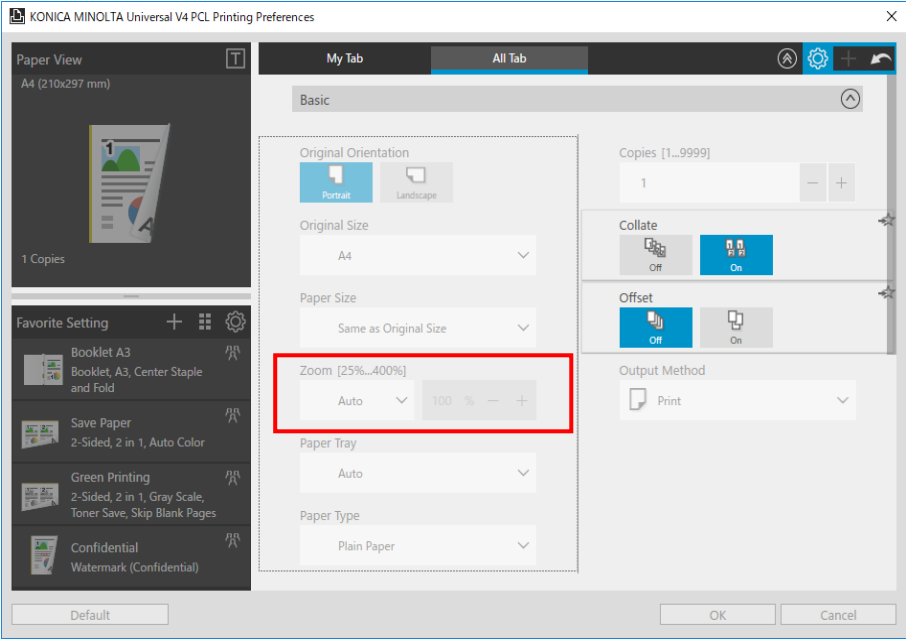 KONICA MINOLTA Universal V4 PCL Printing Preferences
Paper View
T
A4 (210x297 mm)
1
A
1 Copies
Favorite Setting
Booklet A3
Booklet, A3, Center Staple
and Fold
Save Paper
2-Sided, 2 in 1, Auto Color
Green Printing
2-Sided, 2 in 1, Gray Scale,
Toner Save, Skip Blank Pages
Confidential
Watermark (Confidential)
My Tab
All Tab
Basic
Original Orientation
Portrait
Landscape
Original Size
A4
Paper Size
Same as Original Size
Zoom [25%...400%]
Auto
100 %
Paper Tray
Auto
Paper Type
Plain Paper
Copies [1...9999]
1
Collate
Off
On
Offset
Off
On
Output Method
Print
Default
OK
Cancel